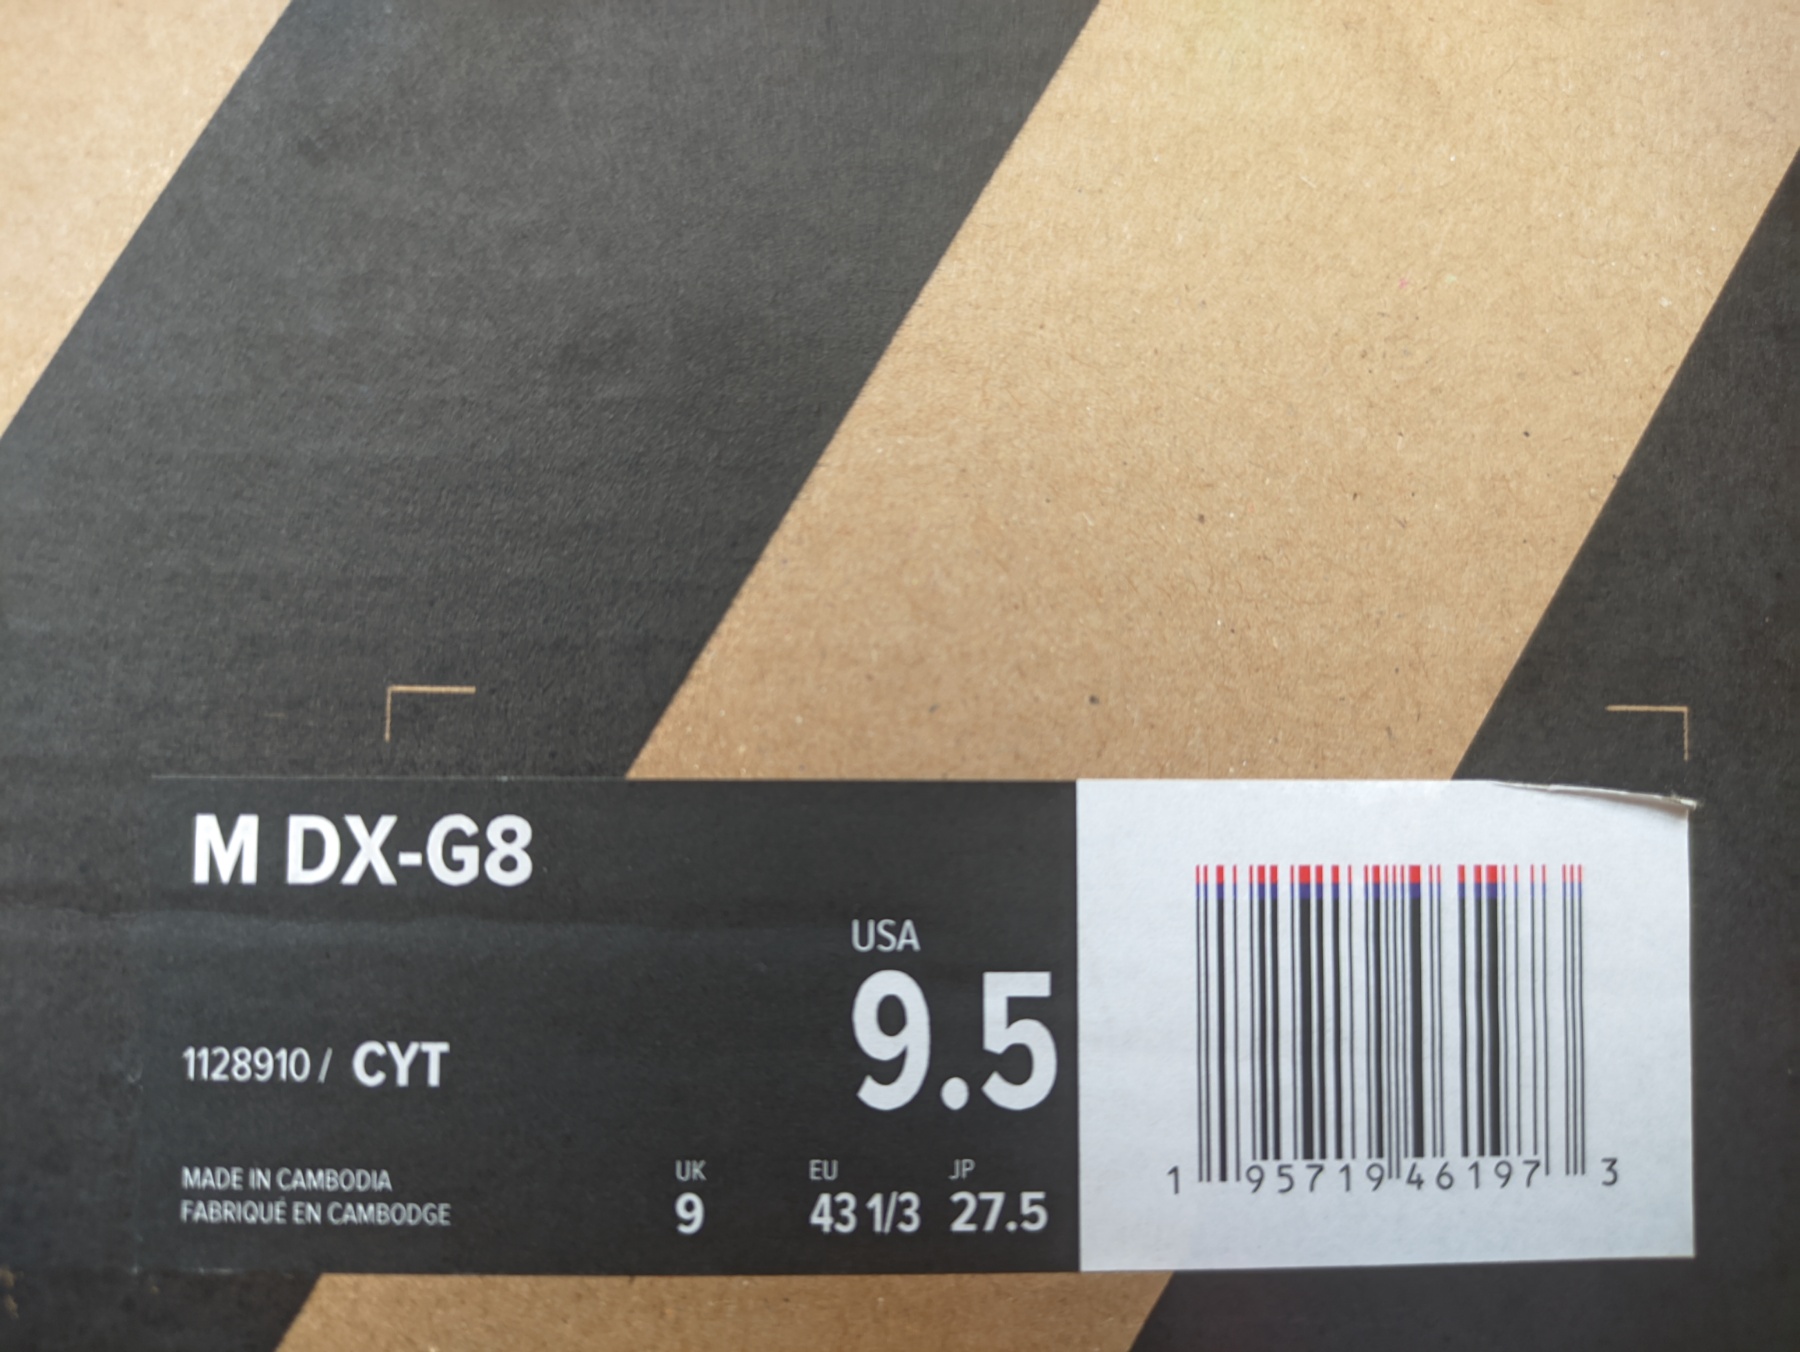 M DX-G8
USA
9.5
1128910 / CYT
MADE IN CAMBODIA
FABRIQUÉ EN CAMBODGE
UK
9
EU
43 1/3
JP
27.5
1 95719 46197 3